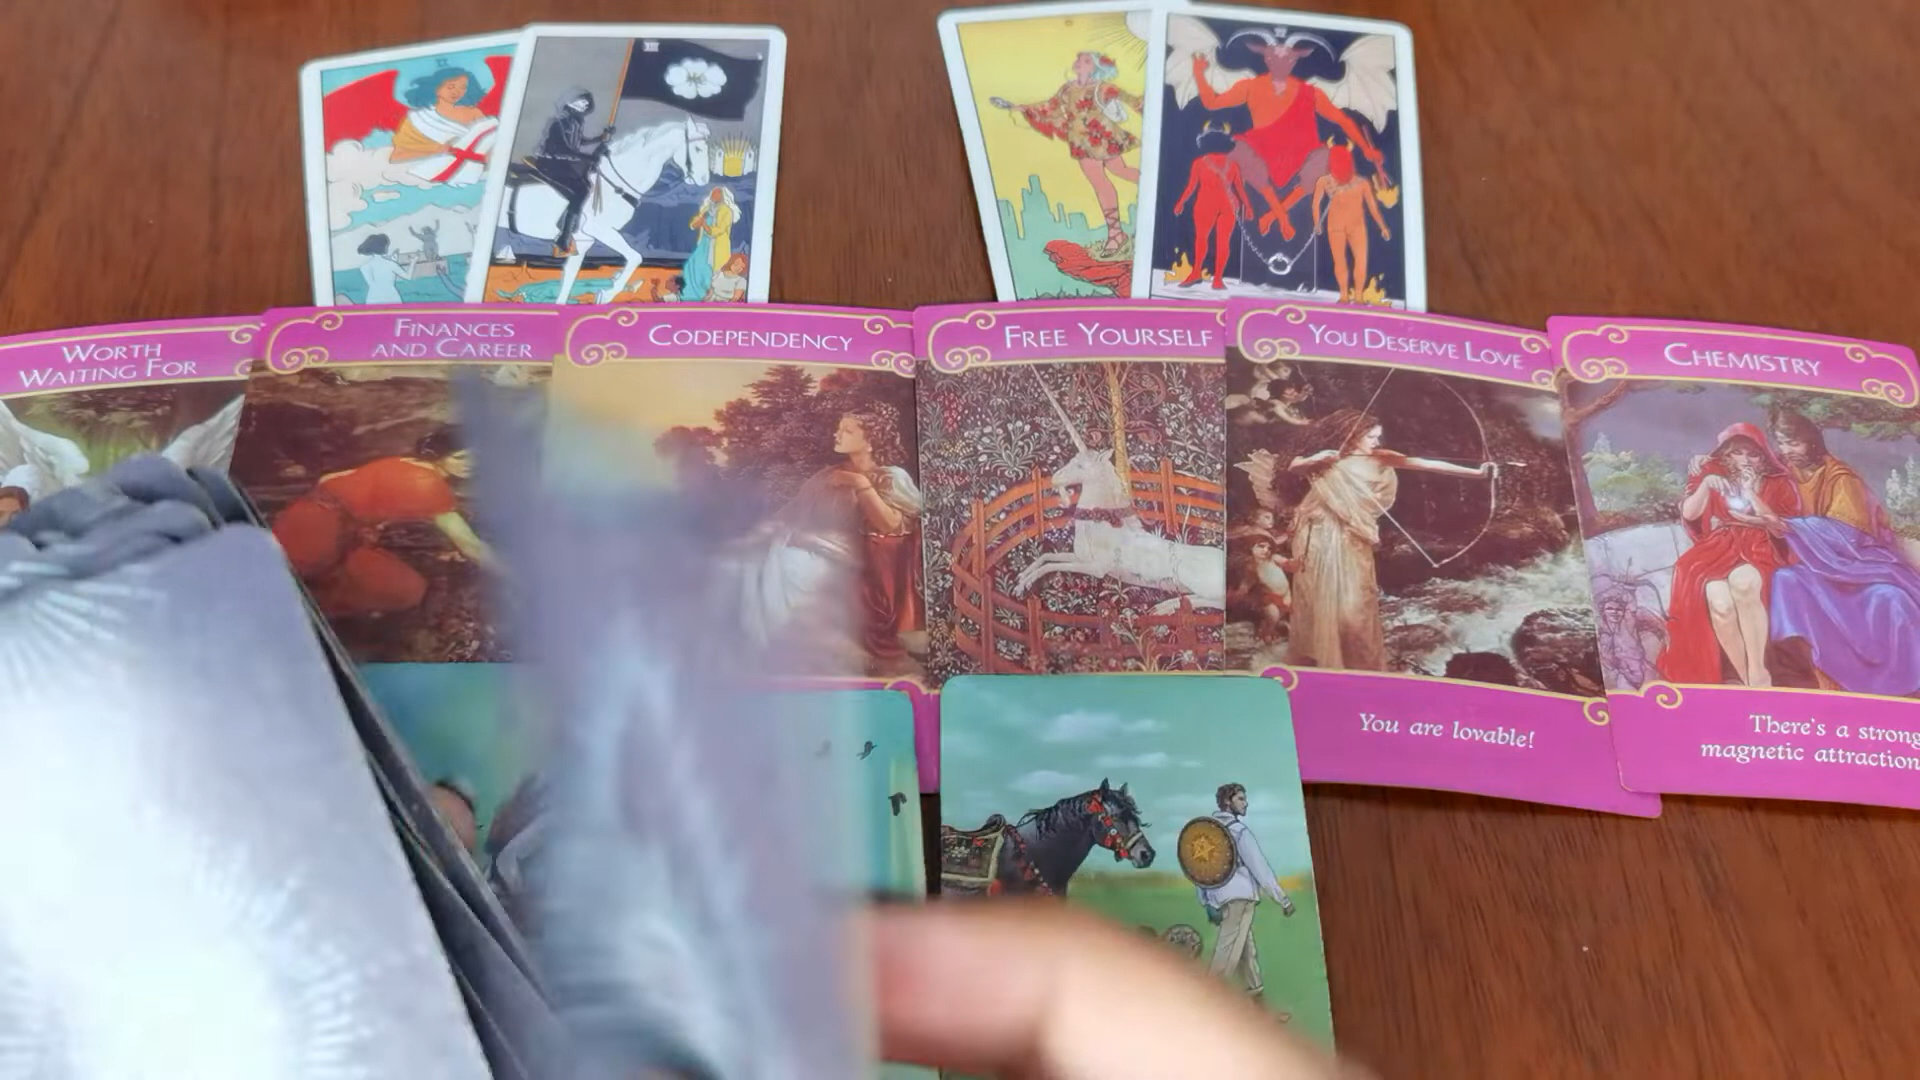 XIII
WORTH
WAITING FOR
FINANCES
AND CAREER
CODEPENDENCY
FREE YOURSELF
YOU DESERVE LOVE
CHEMISTRY
You are lovable!
There's a strong
magnetic attraction